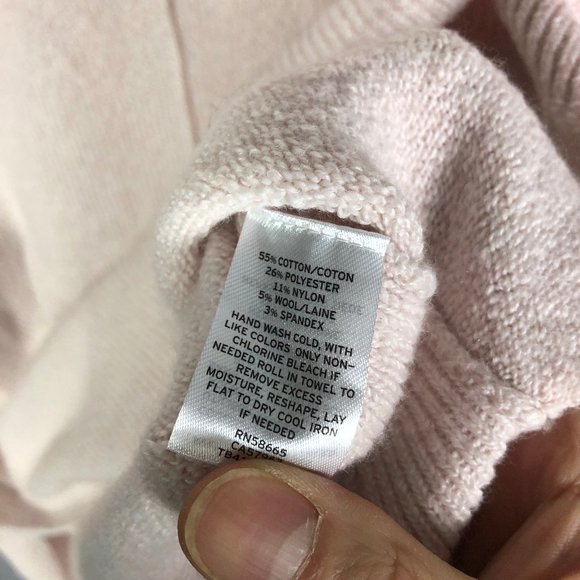 55% COTTON/COTON
26% POLYESTER
11% NYLON
5% WOOL/LAINE
3% SPANDEX
HAND WASH COLD, WITH
LIKE COLORS ONLY NON-
CHLORINE BLEACH IF
NEEDED ROLL IN TOWEL TO
REMOVE EXCESS
MOISTURE, RESHAPE, LAY
FLAT TO DRY COOL IRON
IF NEEDED
RN58665